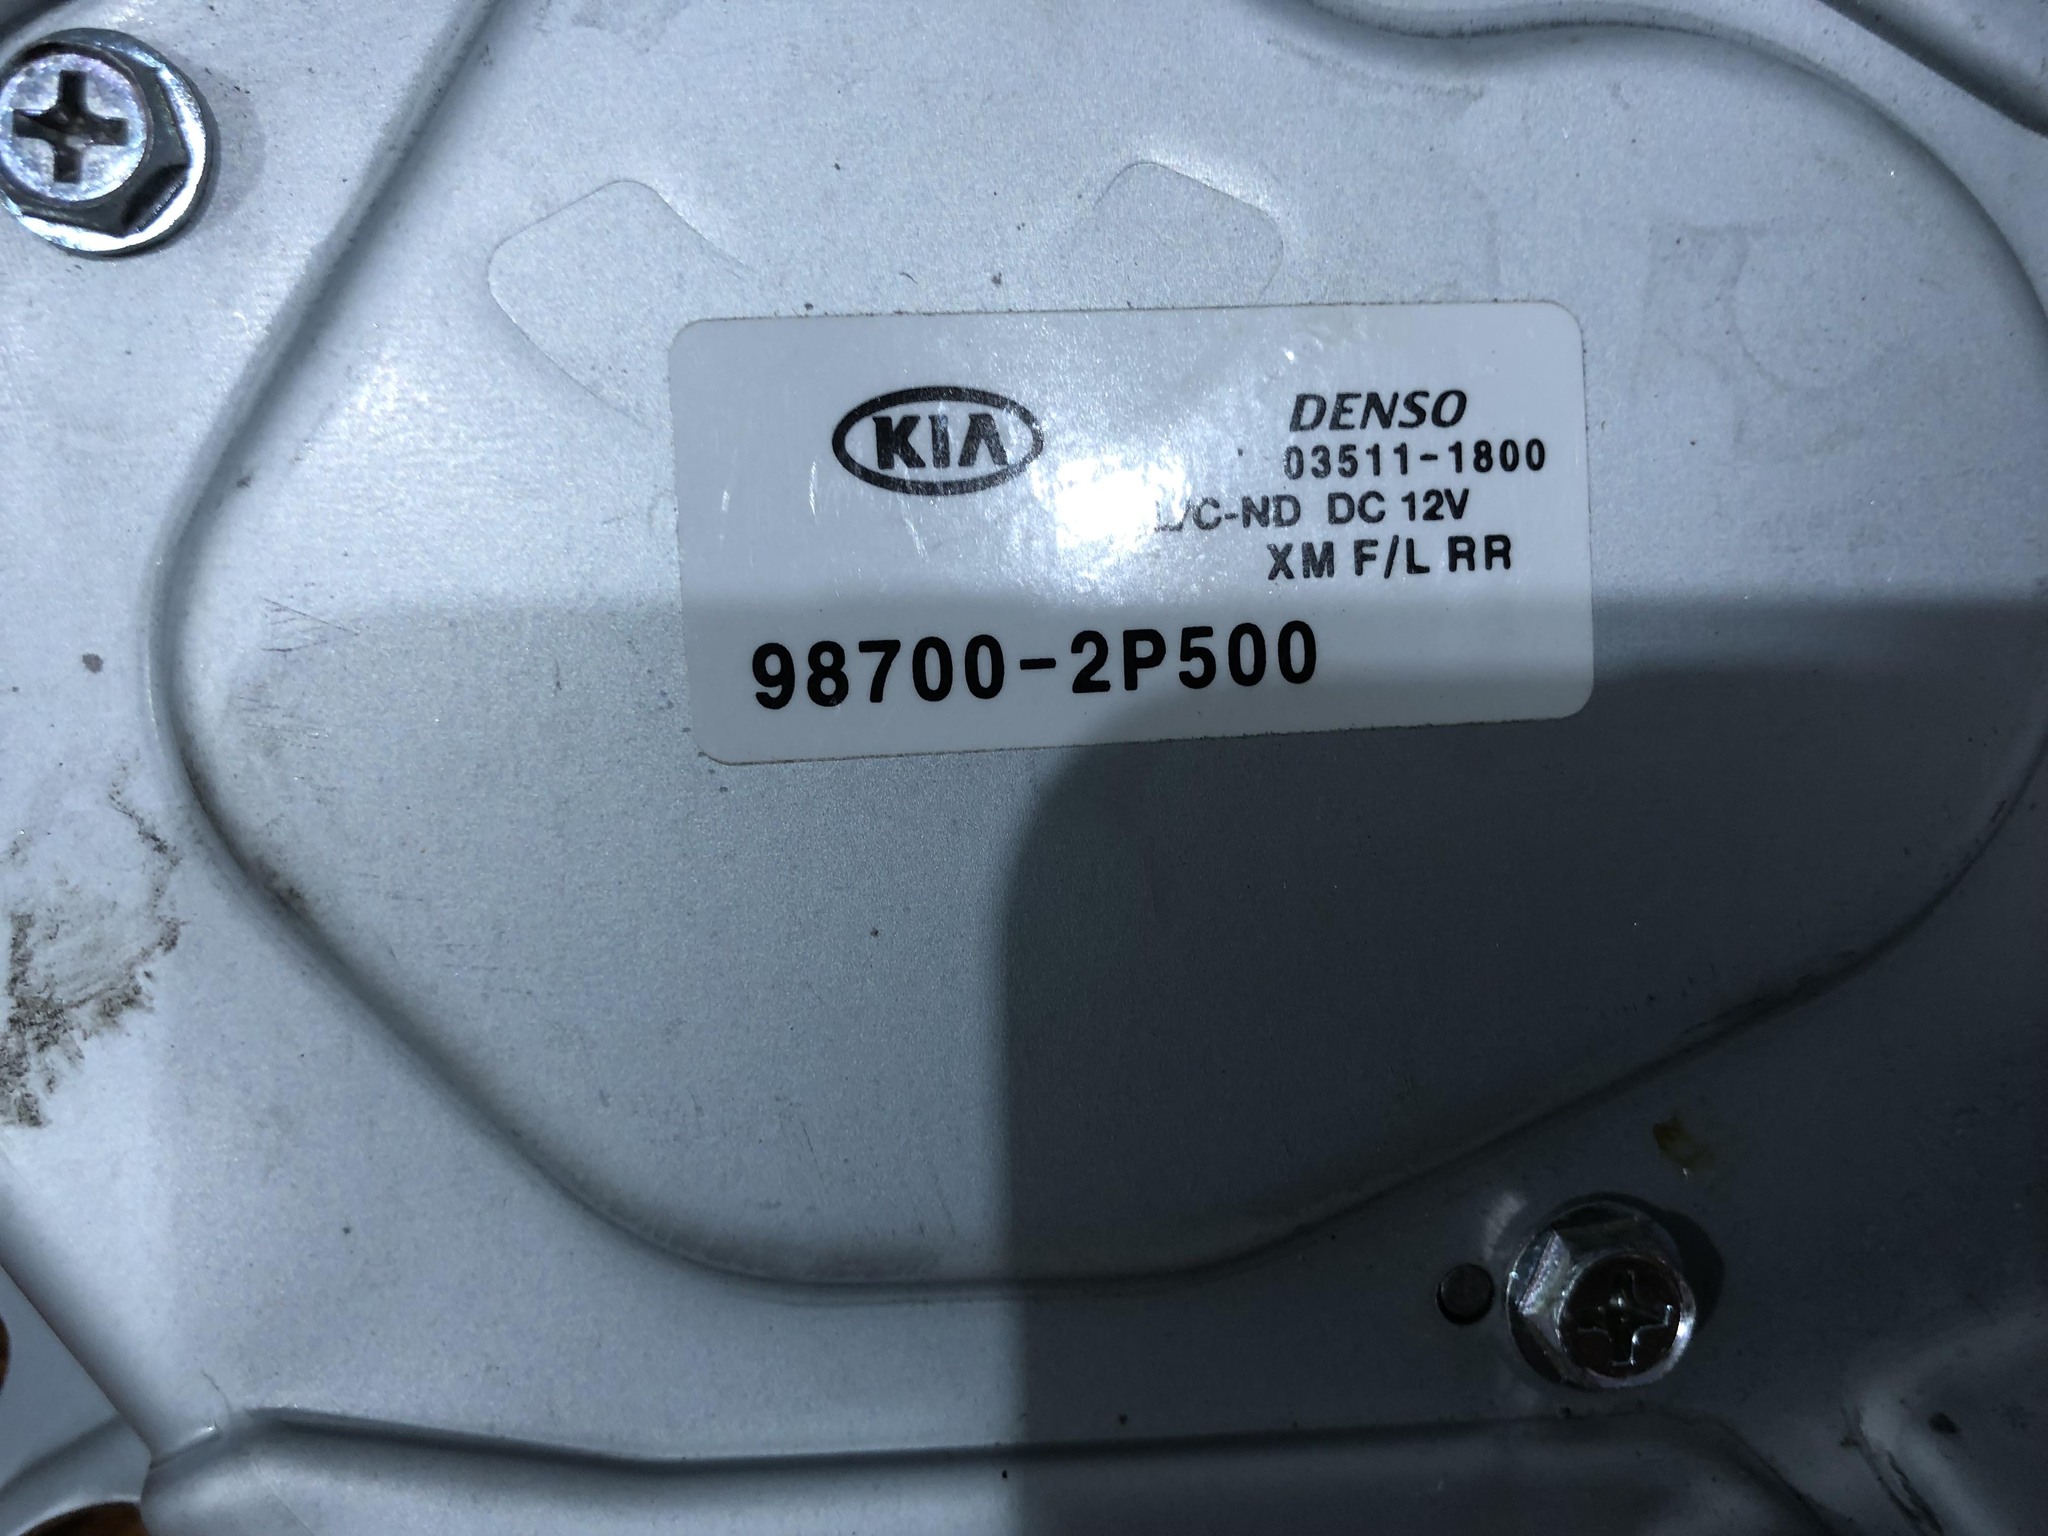 KIA
DENSO
03511-1800
DC 12V
XM F/L RR
98700-2P500